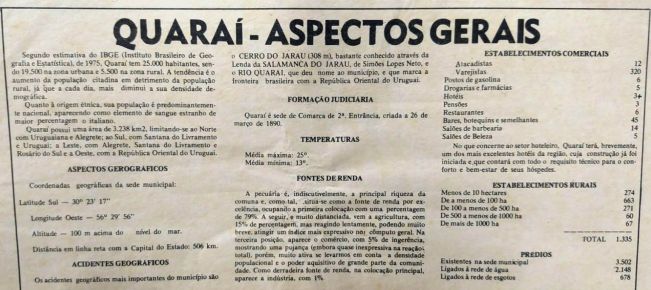 QUARAÍ - ASPECTOS GERAIS
Segundo estimativa do IBGE (Instituto Brasileiro de Geo-
grafia e Estatística), de 1975, Quaraí tem 25.000 habitantes, sen-
do 19.500 na zona urbana e 5.500 na zona rural. A tendência é o
aumento da população citadina em detrimento da população
rural, já que a cada dia, mais diminui a sua densidade de-
mográfica.
Quanto à origem étnica, sua população é predominantemen-
te nacional, aparecendo como elemento de sangue estranho de
maior percentagem o italiano.
Quaraí possui uma área de 3.238 m2, limitando-se ao Norte
com Uruguaiana e Alegrete; ao Sul, com Santana do Livramento
e Uruguai; a Leste, com Alegrete, Santana do Livramento e
Rosário do Sul e a Oeste, com a República Oriental do Uruguai.
ASPECTOS GEROGRÁFICOS
Coordenadas geográficas da sede municipal:
Latitude Sul — 30° 23' 17"
Longitude Oeste — 56° 29' 56"
Altitude — 100 m acima do nível do mar.
Distância em linha reta com a Capital do Estado: 506 km.
ACIDENTES GEOGRÁFICOS
Os acidentes geográficos mais importantes do município são
o CERRO DO JARAU (308 m), bastante conhecido através da
Lenda da SALAMANCA DO JARAU, de Simões Lopes Neto, e
o RIO QUARAI, que deu nome ao município, e que marca a
fronteira brasileira com a República Oriental do Uruguai.
FORMAÇÃO JUDICIÁRIA
Quaraí é sede de Comarca de 2ª. Entrância, criada a 26 de
março de 1890.
TEMPERATURAS
Média máxima: 25°.
Média mínima: 13°.
FONTES DE RENDA
A pecuária é, indiscutivelmente, a principal riqueza da
comuna e, como tal, situa-se como a fonte de renda por ex-
celência, ocupando a primeira colocação com uma porcentagem
de 79%. A seguir, e muito distanciada, vem a agricultura, com
15% de percentagem, mas reagindo lentamente, podendo muito
breve, atingir um índice mais expressivo no cômputo geral. Na
terceira posição, aparece o comércio, com 5% de ingerência,
mostrando uma pujança (embora quase inexpressiva na reação
total), porém, muito ativa se levarmos em conta a densidade
populacional e o poder aquisitivo de grande parte da comuni-
dade. Como derradeira fonte de renda, na colocação principal,
aparece a indústria, com 1%.
ESTABELECIMENTOS COMERCIAIS
Atacadistas 12
Varejistas 320
Postos de gasolina 6
Drogarias e farmácias 5
Hotéis 3+
Pensões 3
Restaurantes 6
Bares, botequins e semelhantes 45
Salões de barbearia 14
Salões de Beleza 5
No que concerne ao setor hoteleiro, Quaraí terá, brevemente,
um dos mais excelentes hotéis da região, cuja construção já foi
iniciada e, que contará com todo o requisito técnico para o con-
forto e bem-estar de seus hóspedes.
ESTABELECIMENTOS RURAIS
Menos de 10 hectares 274
De a menos de 100 ha 663
De 100 a menos de 500 ha 271
De 500 a menos de 1000 ha 60
De mais de 1000 ha 67
TOTAL 1.335
PRÉDIOS
Existentes na sede municipal 3.502
Ligados à rede de água 2.148
Ligados à rede de esgotos 678